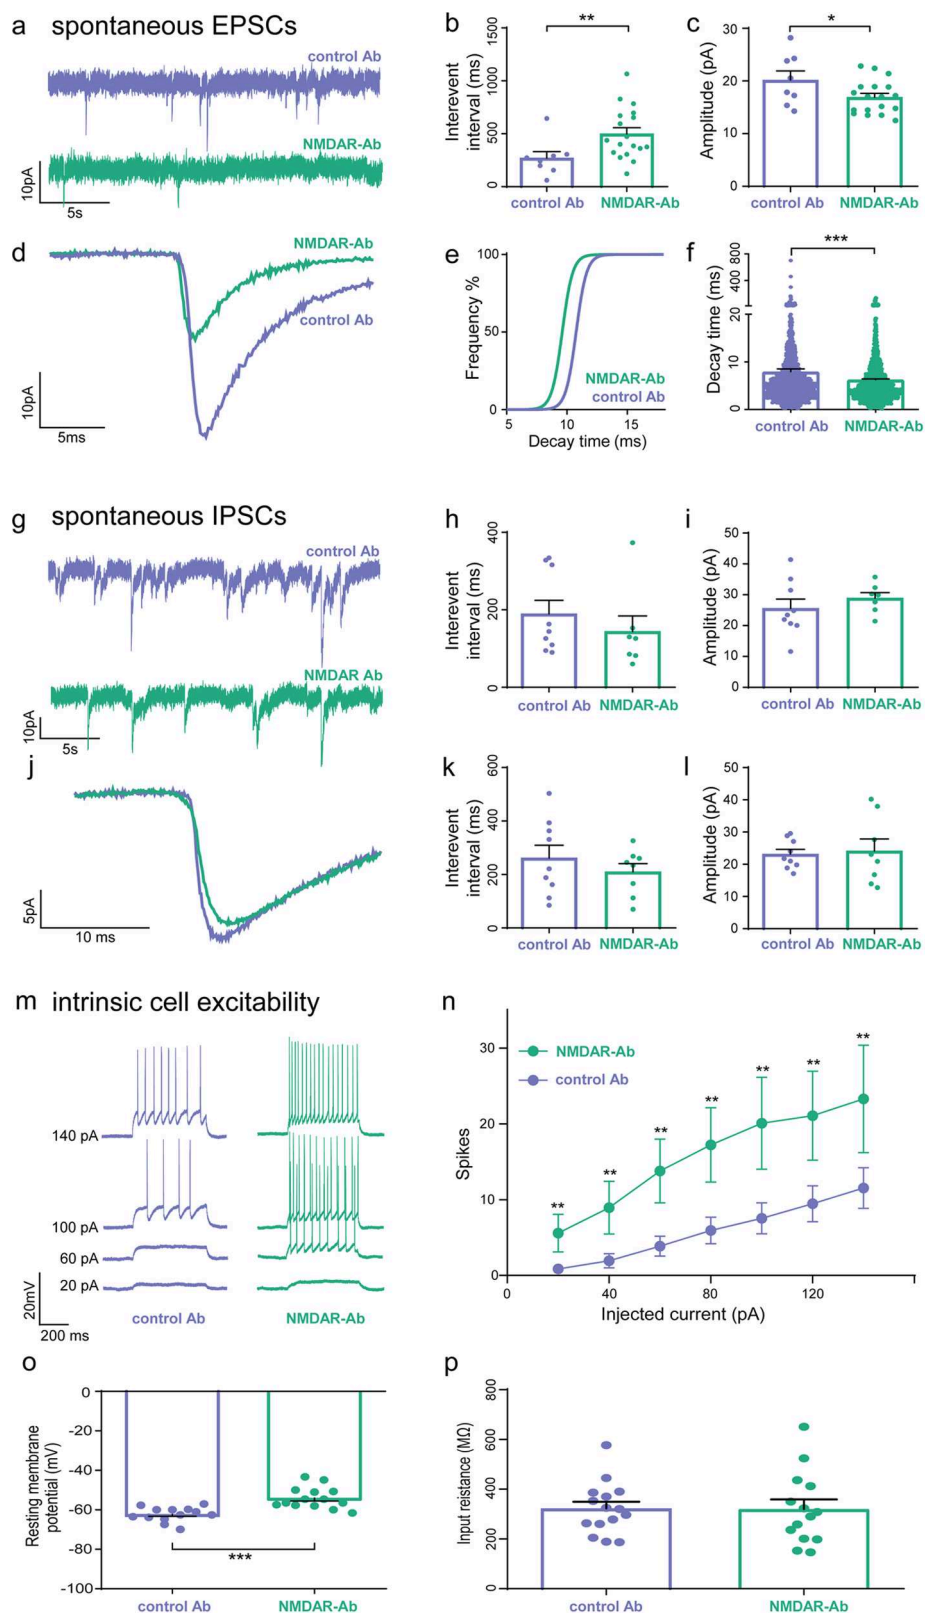 a spontaneous EPSCs
control Ab
NMDAR-Ab
10pA
5s
b
**
Interevent
interval (ms)
1500
500
0
control Ab NMDAR-Ab
c
*
Amplitude (pA)
30
20
10
0
control Ab NMDAR-Ab
d
NMDAR-Ab
control Ab
10pA
5ms
e
Frequency %
100
50
0
NMDAR-Ab
control Ab
5 10 15
Decay time (ms)
f
***
Decay time (ms)
800
400
20
10
0
control Ab NMDAR-Ab
g spontaneous IPSCs
control Ab
NMDAR Ab
10pA
5s
h
Interevent
interval (ms)
400
200
0
control Ab NMDAR-Ab
i
Amplitude (pA)
50
40
30
20
10
0
control Ab NMDAR-Ab
j
5pA
10 ms
k
Interevent
interval (ms)
600
400
200
0
control Ab NMDAR-Ab
l
Amplitude (pA)
50
40
30
20
10
0
control Ab NMDAR-Ab
m intrinsic cell excitability
140 pA
100 pA
60 pA
20 pA
20mV
200 ms
control Ab NMDAR-Ab
n
NMDAR-Ab
control Ab
Spikes
30
20
10
0
** ** ** ** ** ** **
0 40 80 120
Injected current (pA)
o
Resting membrane
potential (mV)
0
-20
-40
-60
-80
-100
***
control Ab NMDAR-Ab
p
Input reistance (MΩ)
800
600
400
200
0
control Ab NMDAR-Ab